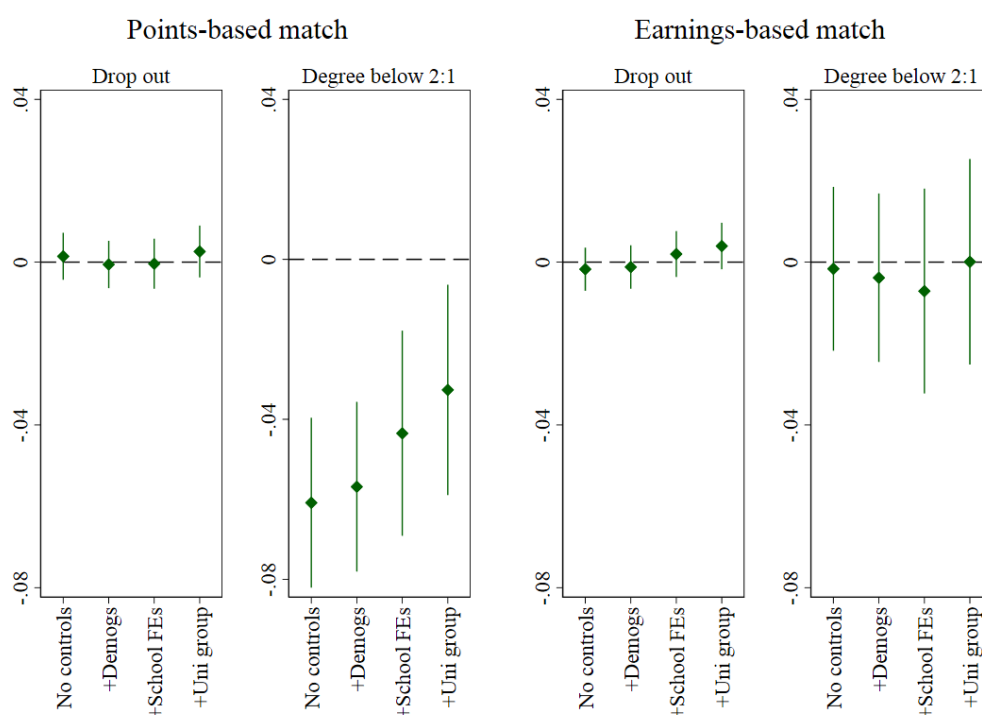 Points-based match
Earnings-based match
Drop out
Degree below 2:1
Drop out
Degree below 2:1
.04
0
-.04
-.08
No controls
+Demogs
+School FEs
+Uni group
.04
0
-.04
-.08
No controls
+Demogs
+School FEs
+Uni group
.04
0
-.04
-.08
No controls
+Demogs
+School FEs
+Uni group
.04
0
-.04
-.08
No controls
+Demogs
+School FEs
+Uni group